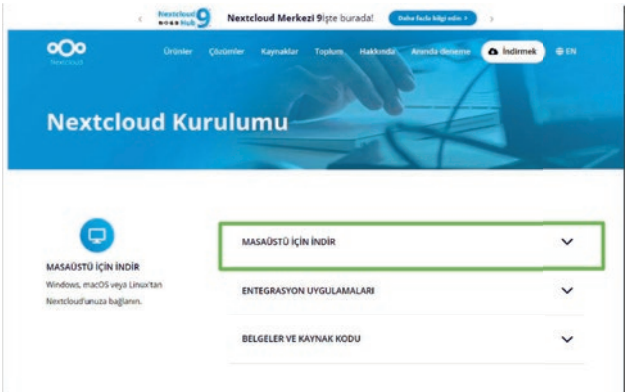 Nextcloud Hub 9
Nextcloud Merkezi 9İşte burada!
Daha fazla bilgi edin >
Nextcloud
Ürünler Çözümler Kaynaklar Toplum Hakkında Anında deneme İndirmek EN
Nextcloud Kurulumu
MASAÜSTÜ İÇİN İNDİR
Windows, macOS veya Linux'tan
Nextcloud'unuza bağlanın.
MASAÜSTÜ İÇİN İNDİR
ENTEGRASYON UYGULAMALARI
BELGELER VE KAYNAK KODU